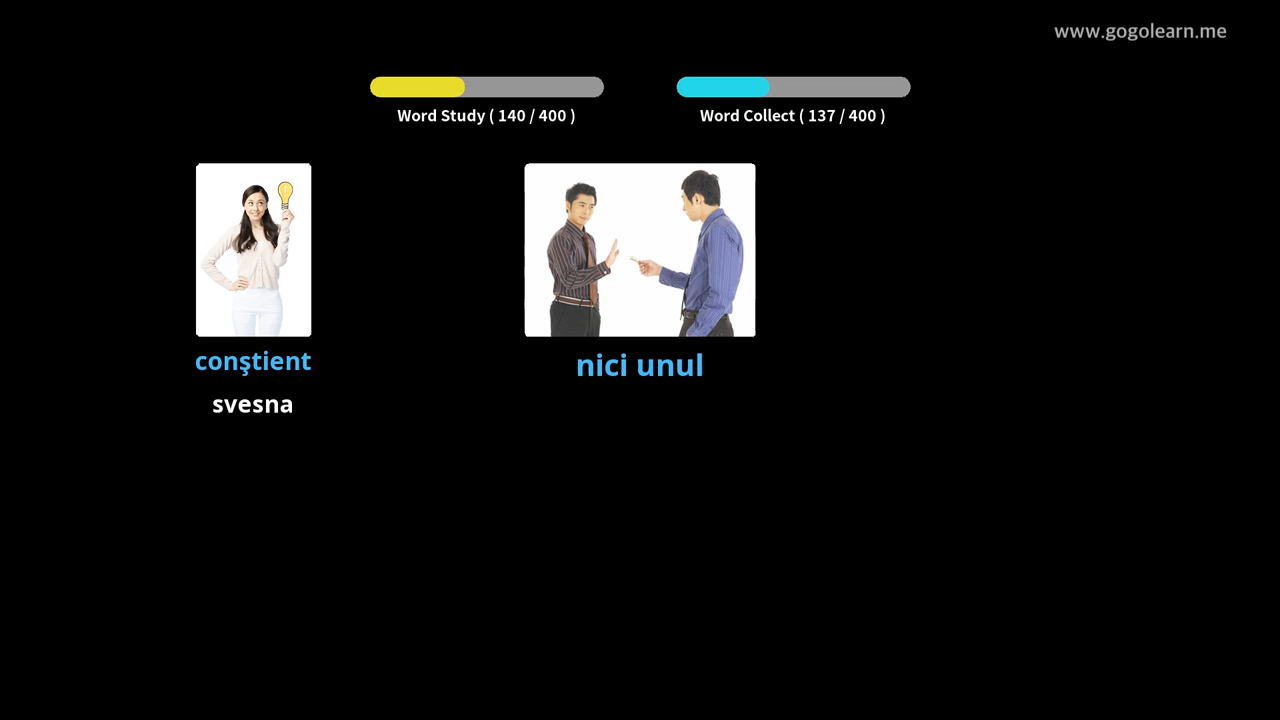 www.gogolearn.me
Word Study ( 140 / 400 )
Word Collect ( 137 / 400 )
conştient
svesna
nici unul